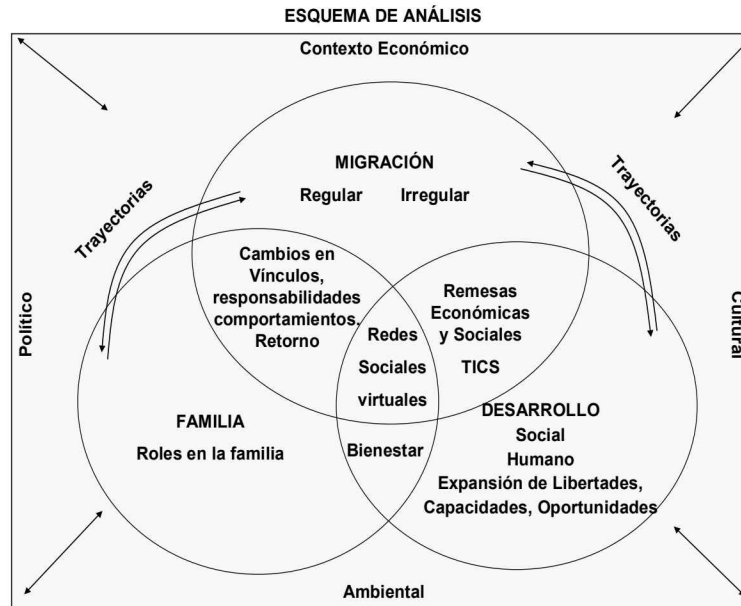 ESQUEMA DE ANÁLISIS
Contexto Económico
MIGRACIÓN
Regular Irregular
Trayectorias
Trayectorias
Cambios en
Vínculos,
responsabilidades
comportamientos.
Retorno
Remesas
Económicas
y Sociales
TICS
Redes
Sociales
virtuales
Político
Cultural
FAMILIA
Roles en la familia
Bienestar
DESARROLLO
Social
Humano
Expansión de Libertades,
Capacidades, Oportunidades
Ambiental